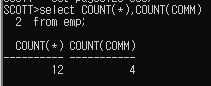 SCOTT>select COUNT(*),COUNT(COMM)
2 from emp;
COUNT(*) COUNT(COMM)
---------- -----------
12 4